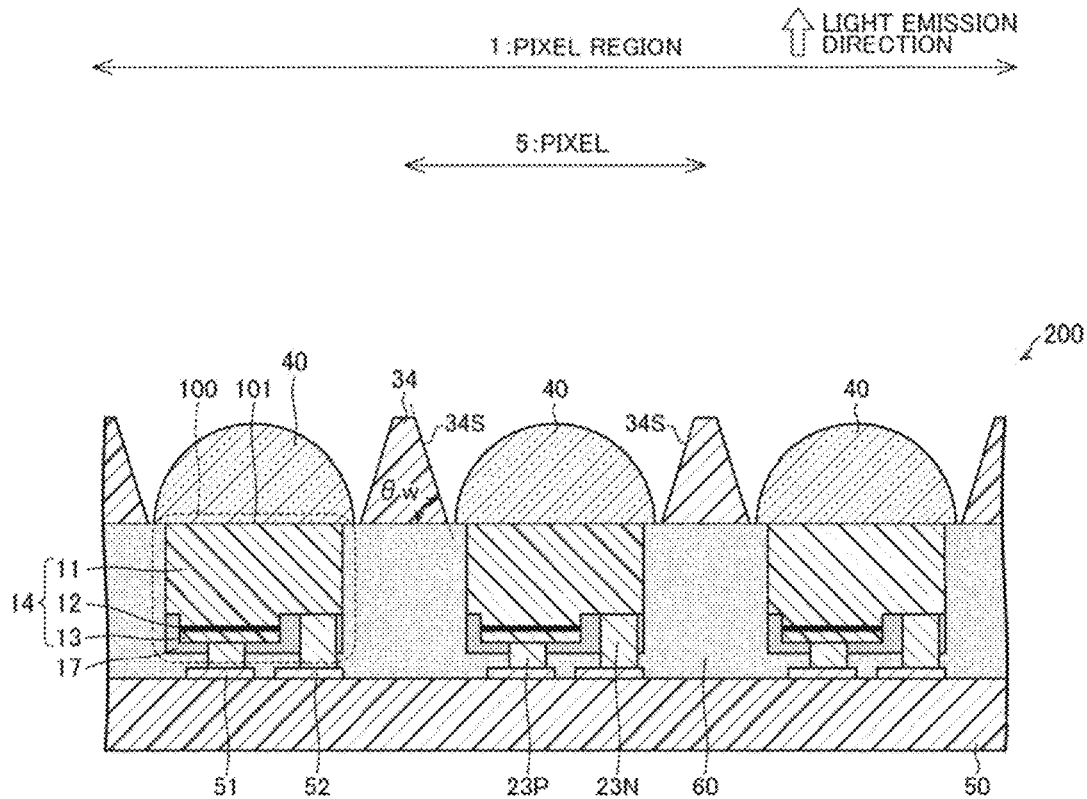 LIGHT EMISSION
DIRECTION
1:PIXEL REGION
5:PIXEL
200
100
101
40
34
34S
40
34S
40
θw
11
14
12
13
17
51
52
23P
23N
60
50